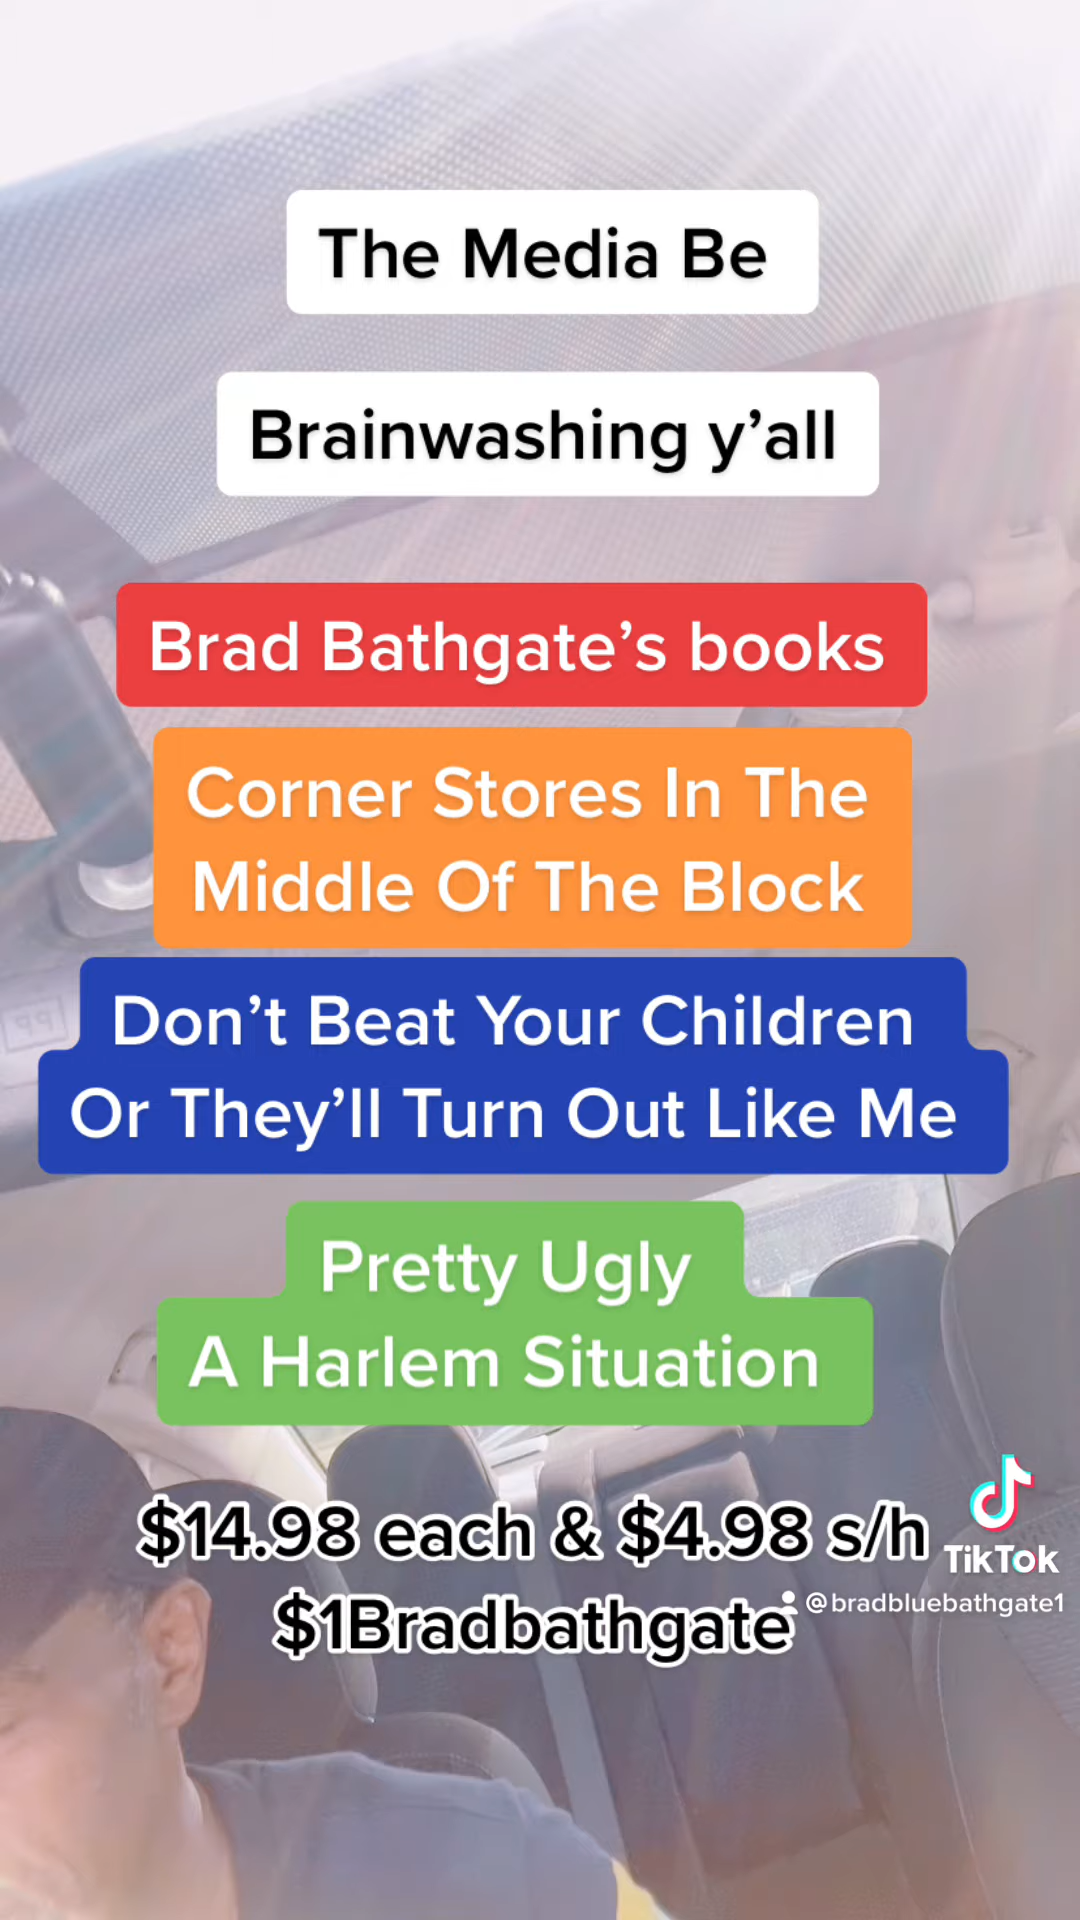 The Media Be
Brainwashing y’all
Brad Bathgate’s books
Corner Stores In The
Middle Of The Block
Don’t Beat Your Children
Or They’ll Turn Out Like Me
Pretty Ugly
A Harlem Situation
$14.98 each & $4.98 s/h
$1Bradbathgate
TikTok
@bradbluebathgate1